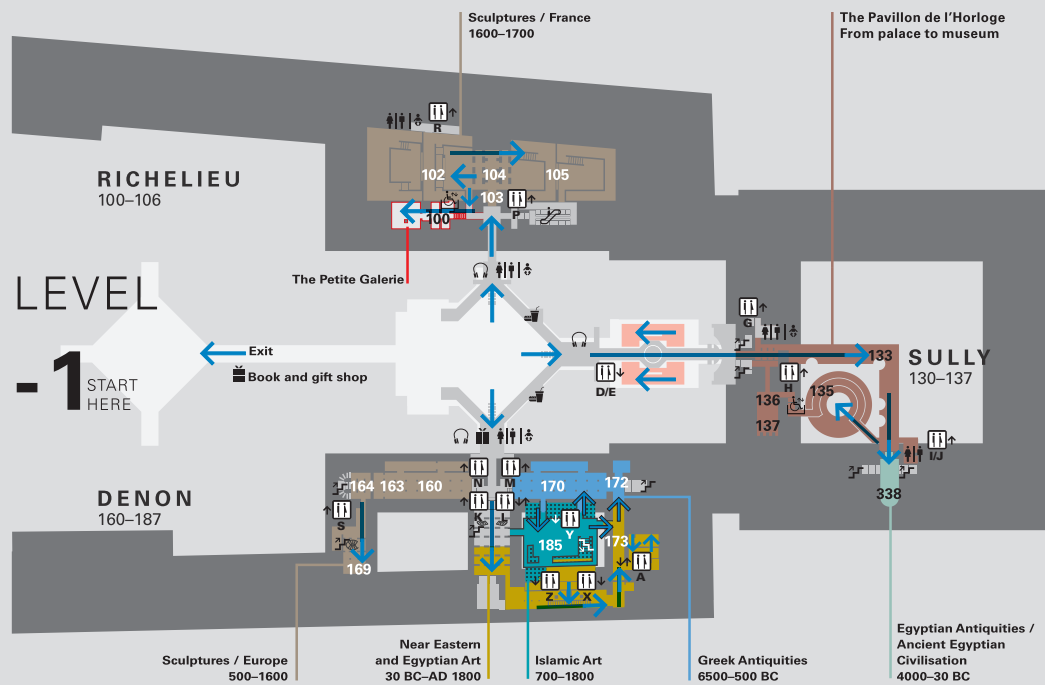 Sculptures / France
1600–1700
The Pavillon de l'Horloge
From palace to museum
R
RICHELIEU
100–106
102
104
105
103
100
P
The Petite Galerie
LEVEL
-1
START
HERE
Exit
Book and gift shop
G
D/E
H
133
135
136
137
SULLY
130–137
I/J
338
DENON
160–187
164
163
160
N
M
170
172
S
K
L
Y
185
173
169
A
Z
X
Sculptures / Europe
500–1600
Near Eastern
and Egyptian Art
30 BC–AD 1800
Islamic Art
700–1800
Greek Antiquities
6500–500 BC
Egyptian Antiquities /
Ancient Egyptian
Civilisation
4000–30 BC